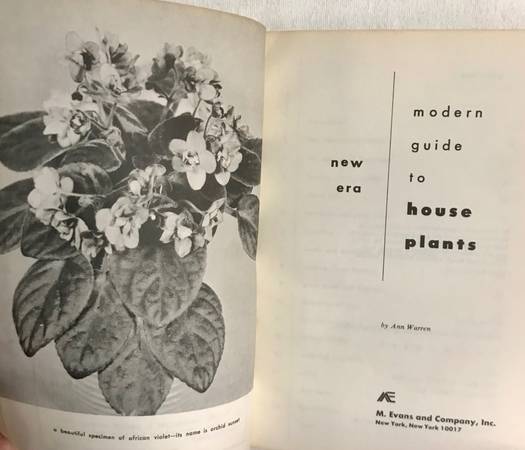 a beautiful specimen of african violet—its name is orchid sunset
new
era
modern
guide
to
house
plants
by Ann Warren
M. Evans and Company, Inc.
New York, New York 10017